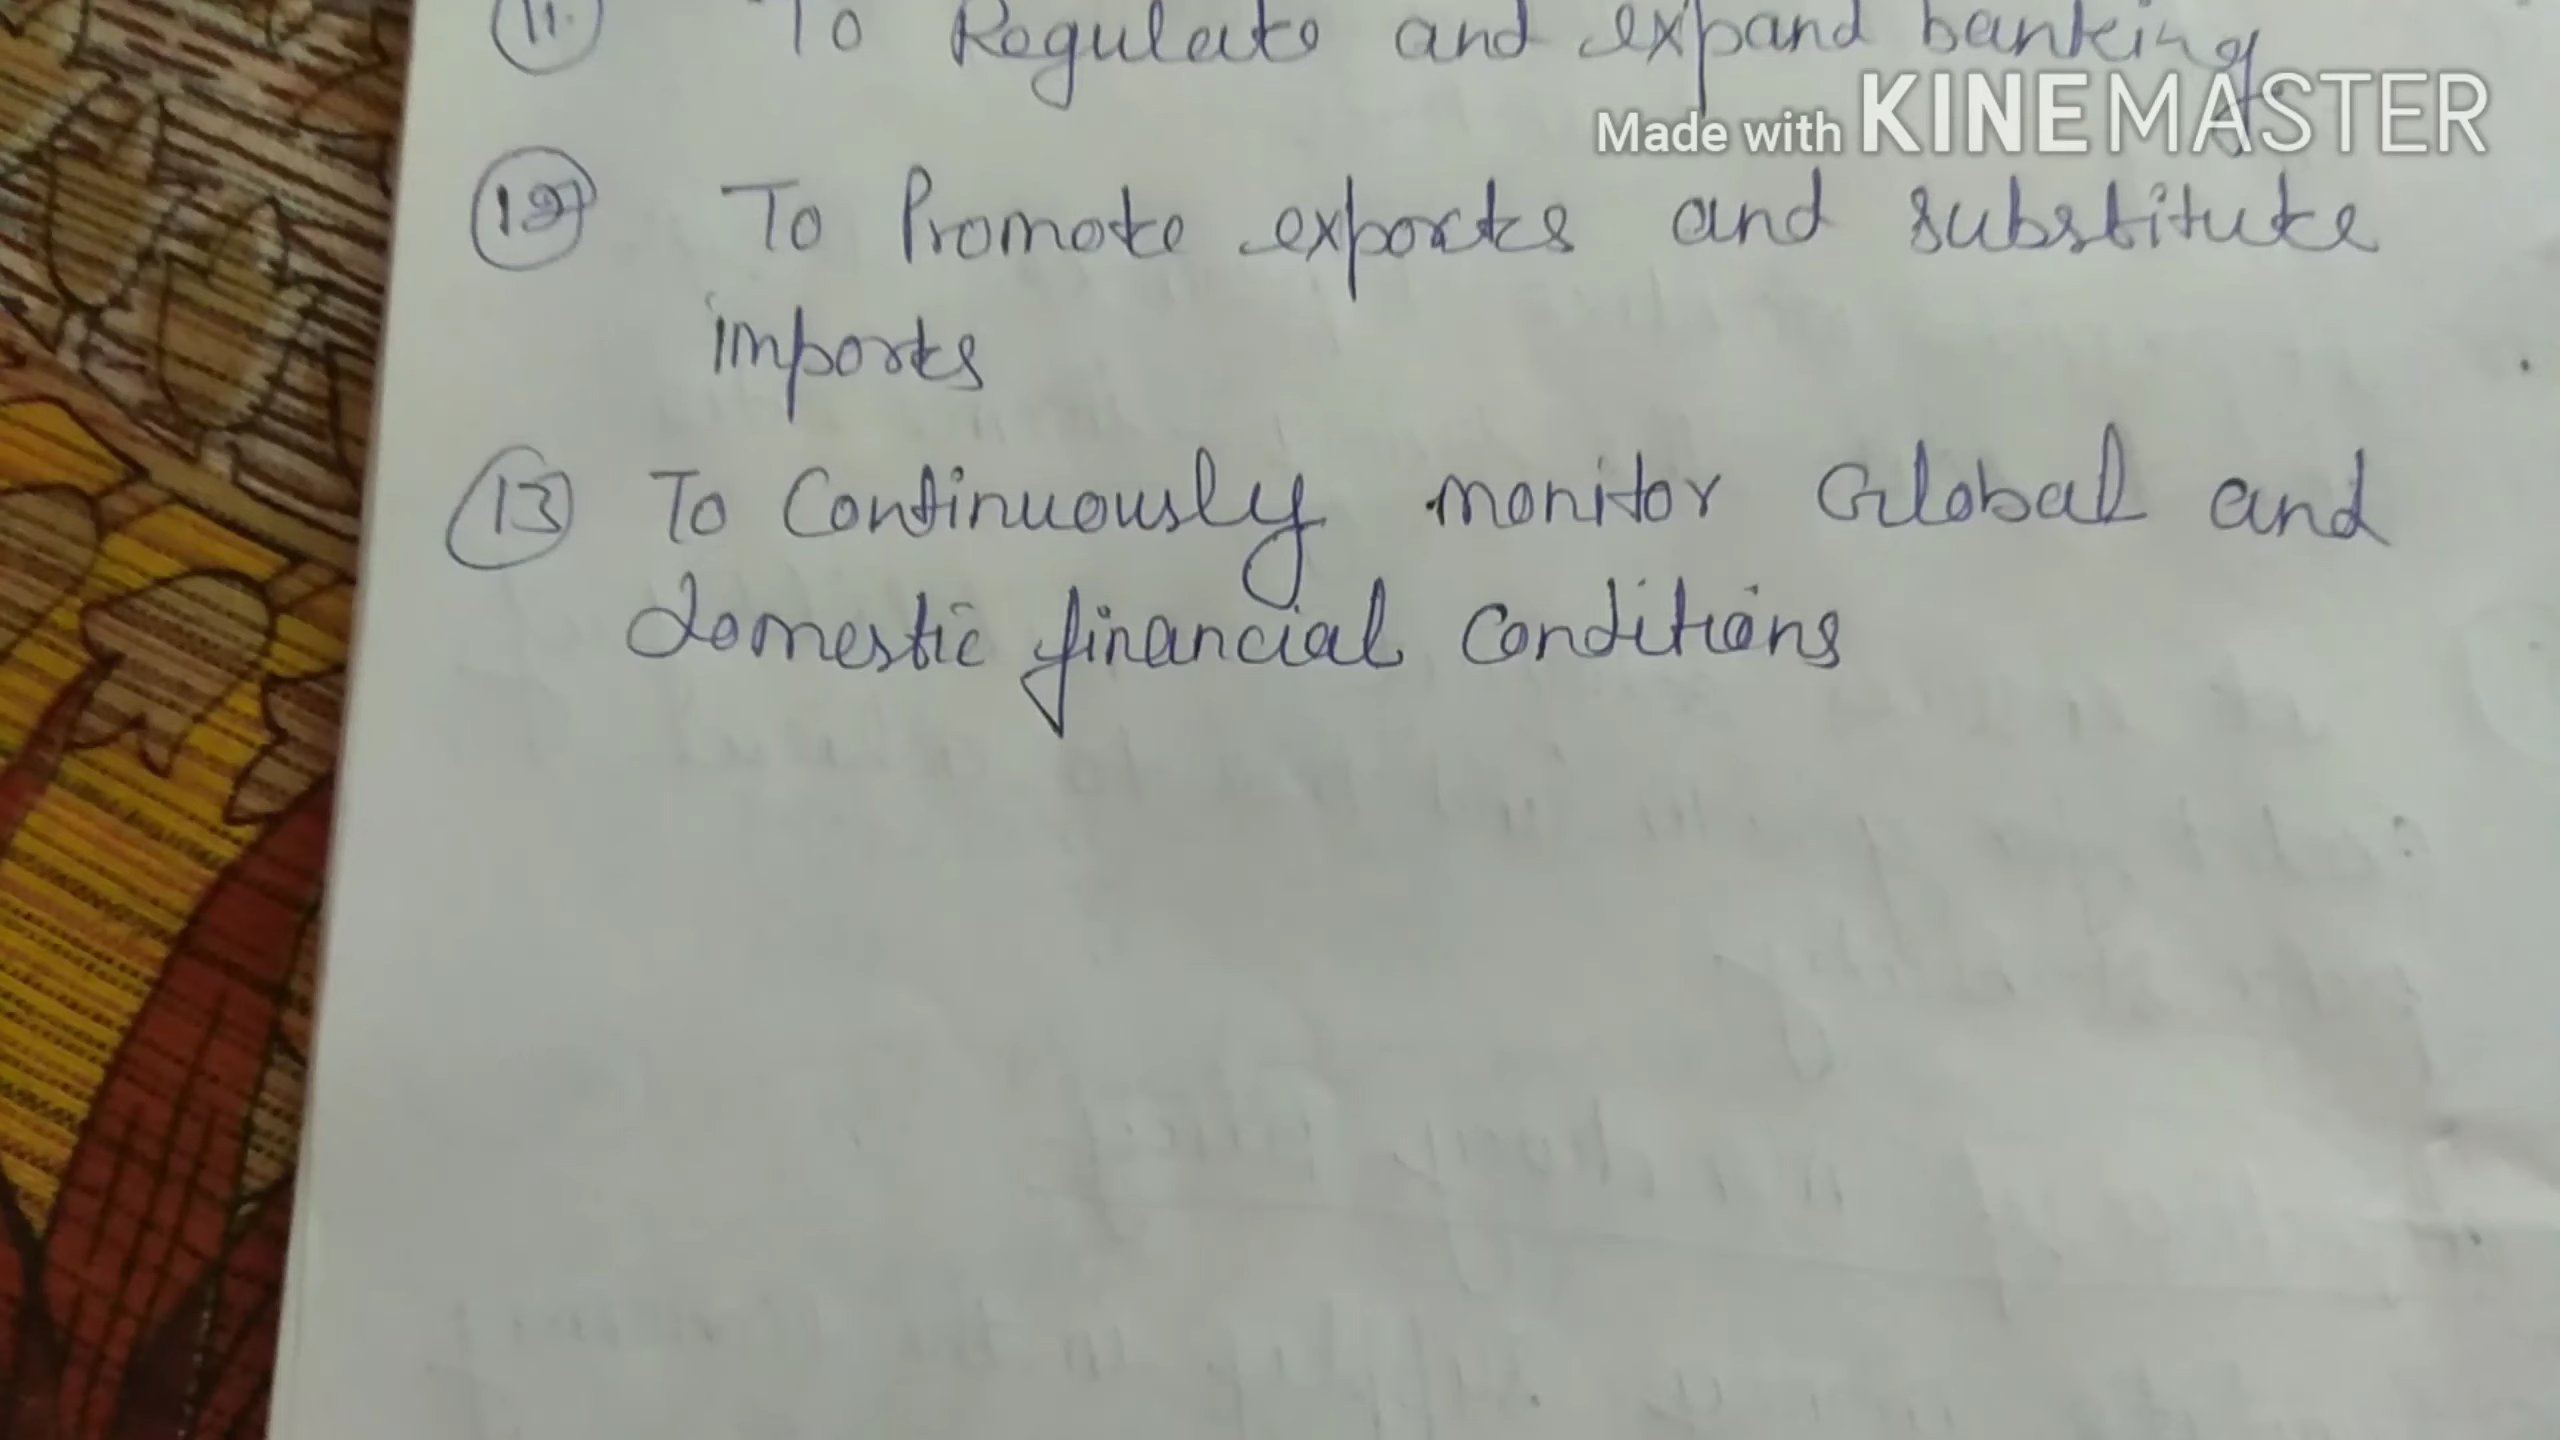 11. To Regulate and expand banking
Made with KINEMASTER
12) To Promote exports and substitute
imports
13) To Continuously monitor Global and
domestic financial conditions